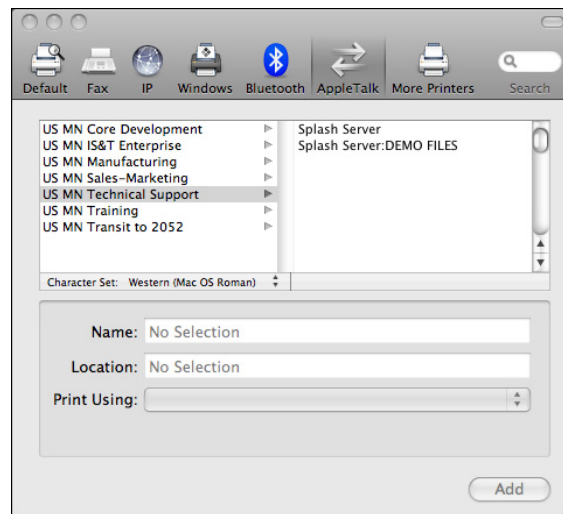 Default Fax IP Windows Bluetooth AppleTalk More Printers Search
US MN Core Development
US MN IS&T Enterprise
US MN Manufacturing
US MN Sales-Marketing
US MN Technical Support
US MN Training
US MN Transit to 2052
Splash Server
Splash Server:DEMO FILES
Character Set: Western (Mac OS Roman)
Name: No Selection
Location: No Selection
Print Using:
Add